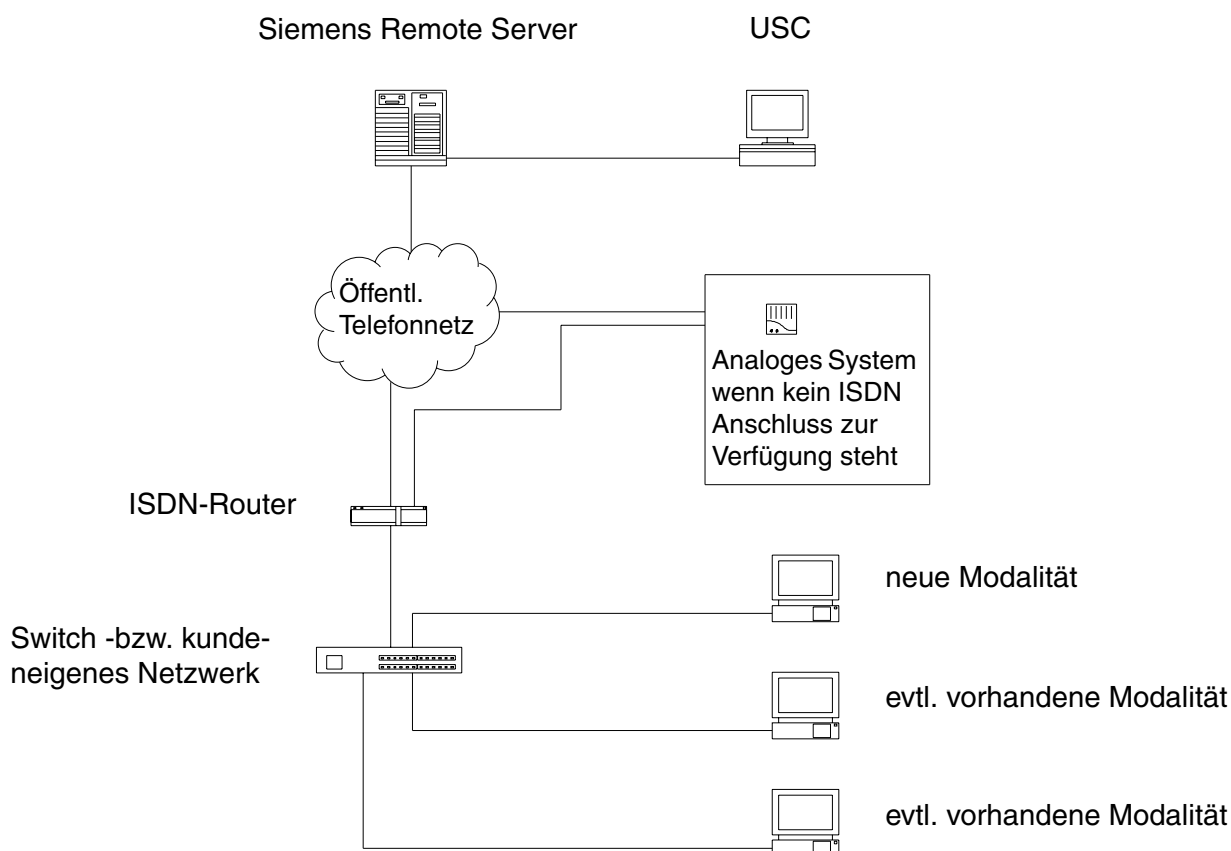 Siemens Remote Server
USC
Öffentl.
Telefonnetz
Analoges System
wenn kein ISDN
Anschluss zur
Verfügung steht
ISDN-Router
neue Modalität
Switch -bzw. kunde-
neigenes Netzwerk
evtl. vorhandene Modalität
evtl. vorhandene Modalität